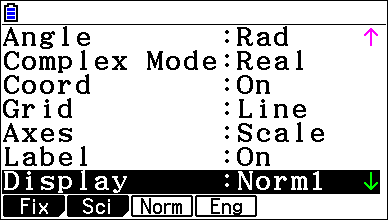 Angle :Rad ↑
Complex Mode:Real
Coord :On
Grid :Line
Axes :Scale
Label :On
Display :Norm1 ↓
Fix Sci Norm Eng